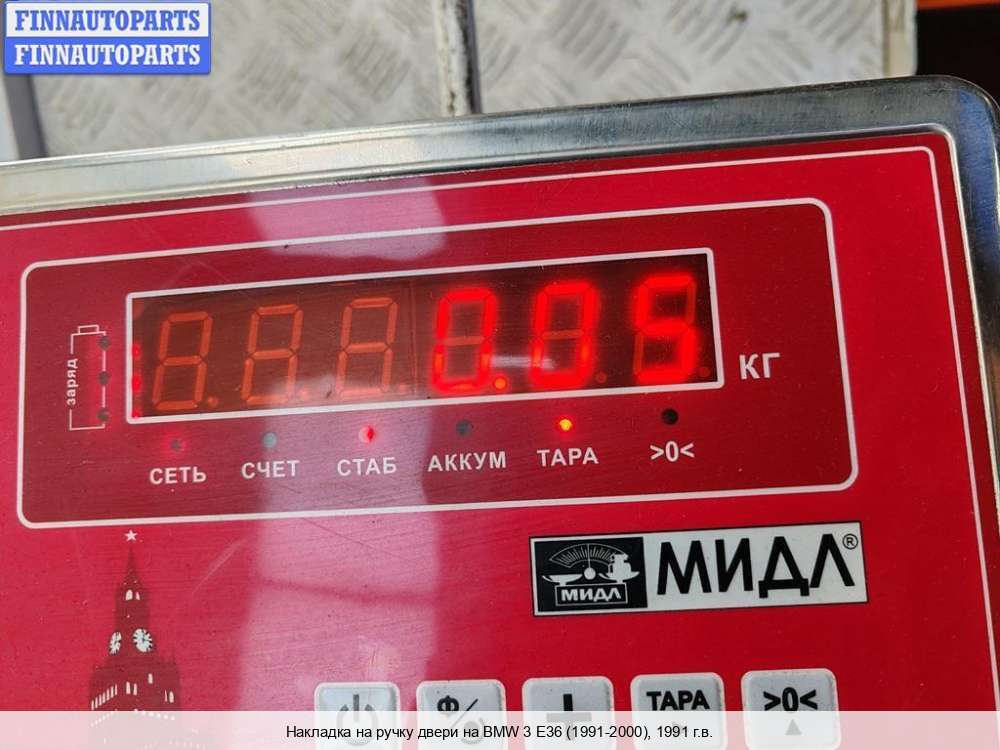 FINNAUTOPARTS
FINNAUTOPARTS
0.05
КГ
заряд
СЕТЬ СЧЕТ СТАБ АККУМ ТАРА >0<
МИДЛ МИДЛ®
Ф/ + ТАРА >0<
Накладка на ручку двери на BMW 3 E36 (1991-2000), 1991 г.в.